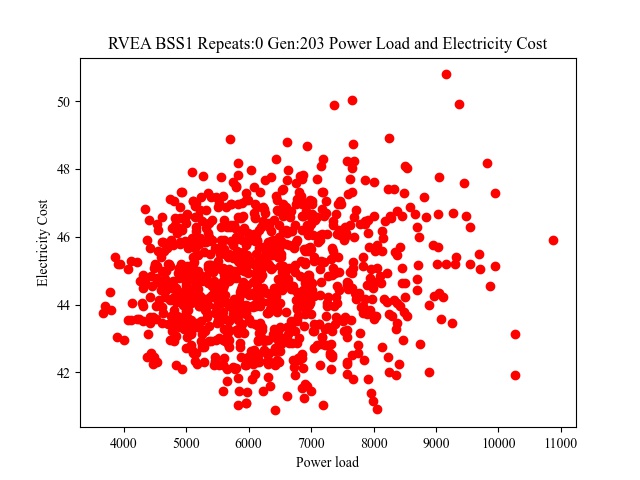 RVEA BSS1 Repeats:0 Gen:203 Power Load and Electricity Cost
50
48
46
44
42
Electricity Cost
4000 5000 6000 7000 8000 9000 10000 11000
Power load